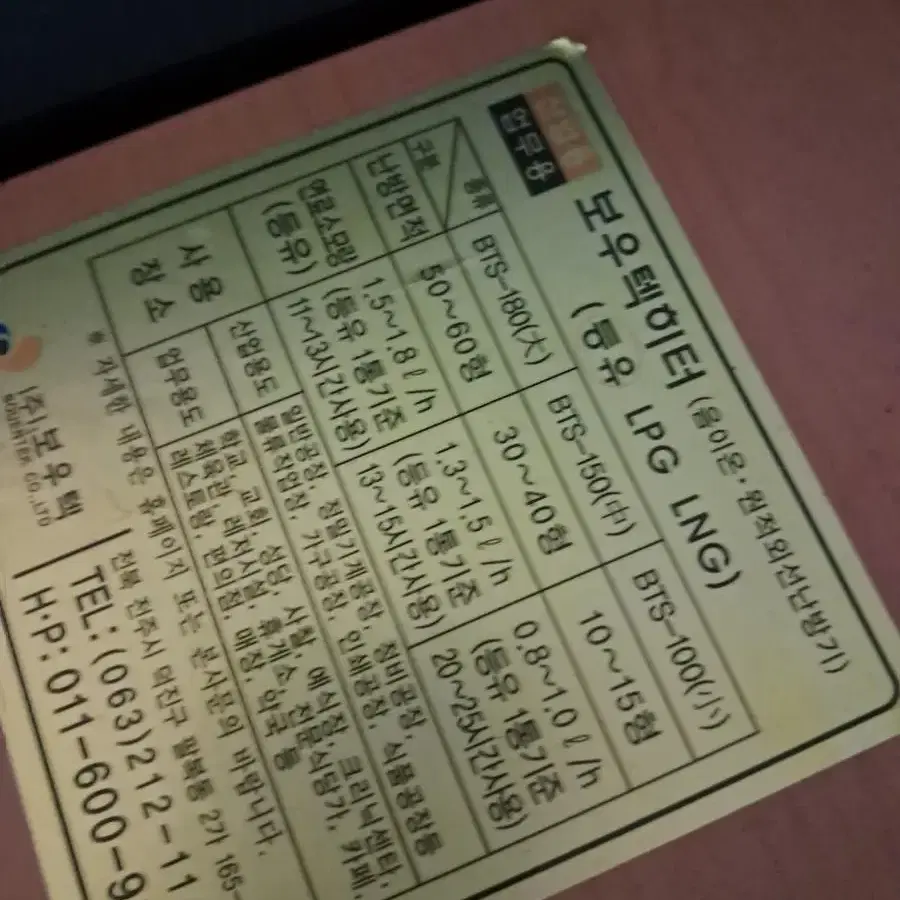 업무용
보우텍히터 (음이온·원적외선난방기)
(등유 LPG LNG)
구분 종류 BTS-180(大) BTS-150(中) BTS-100(小)
난방면적 50~60형 30~40형 10~15형
연료소모량 1.5~1.8ℓ/h 1.3~1.5ℓ/h 0.8~1.0ℓ/h
(등유) (등유 1통기준 (등유 1통기준 (등유 1통기준
11~13시간사용) 13~15시간사용) 20~25시간사용)
사용 산업용도 일반공장, 정밀기계공장, 정비공장, 식품공장등
장소 물류작업장, 가구공장, 인쇄공장,
업무용도 학교, 교회, 성당, 사찰, 예식장, 크리닉센타,
체육관, 레저시설, 휴게소, 전문식당가, 카페,
레스토랑, 편의점, 매장, 약국 등
※ 자세한 내용은 홈페이지 또는 본사문의 바랍니다.
(주)보우텍
CO.,LTD
전북 전주시 덕진구 팔복동 2가 165-
TEL:(063)212-11
H·P:011-600-9